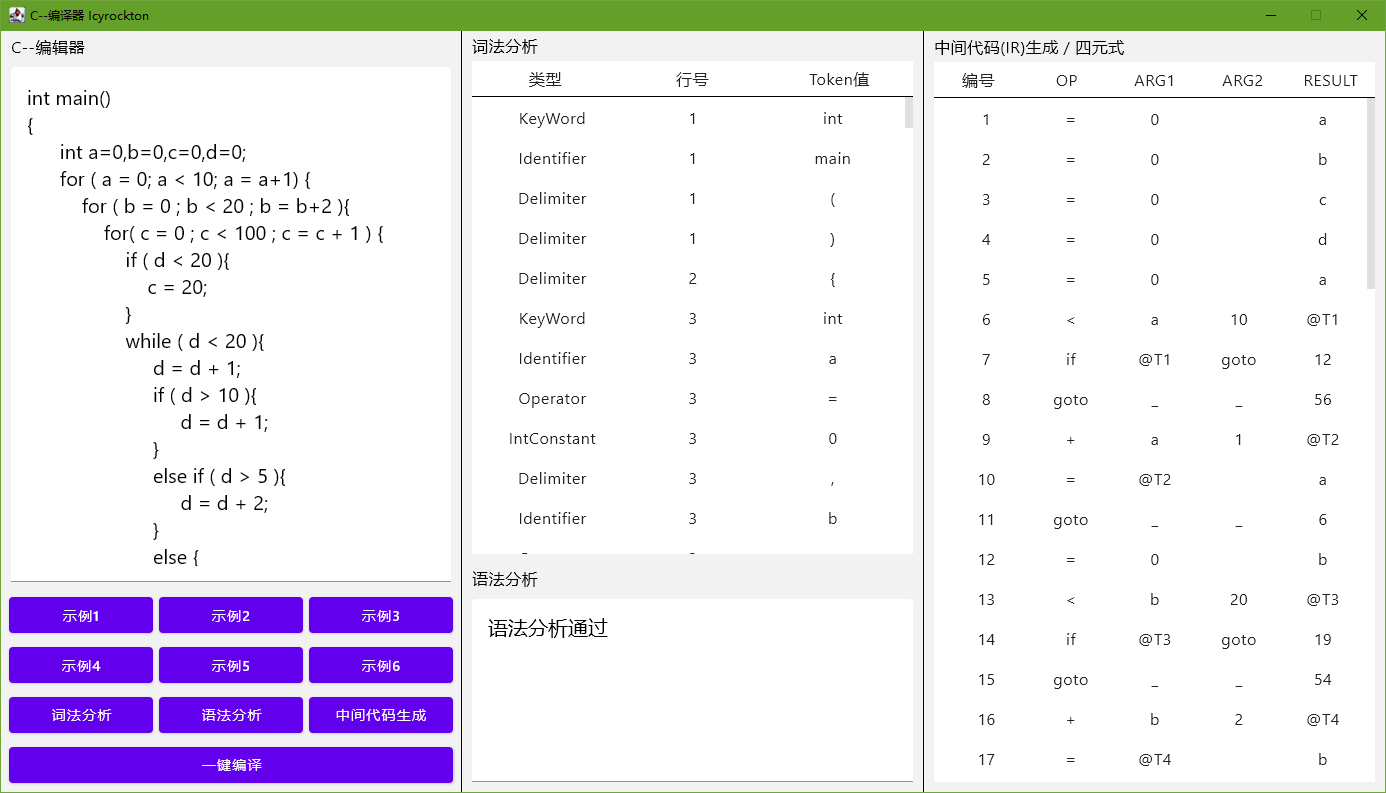 C--编译器 Icyrockton
C--编辑器
int main()
{
int a=0,b=0,c=0,d=0;
for ( a = 0; a < 10; a = a+1) {
for ( b = 0 ; b < 20 ; b = b+2 ){
for( c = 0 ; c < 100 ; c = c + 1 ) {
if ( d < 20 ){
c = 20;
}
while ( d < 20 ){
d = d + 1;
if ( d > 10 ){
d = d + 1;
}
else if ( d > 5 ){
d = d + 2;
}
else {
示例1 示例2 示例3
示例4 示例5 示例6
词法分析 语法分析 中间代码生成
一键编译
词法分析
类型 行号 Token值
KeyWord 1 int
Identifier 1 main
Delimiter 1 (
Delimiter 1 )
Delimiter 2 {
KeyWord 3 int
Identifier 3 a
Operator 3 =
IntConstant 3 0
Delimiter 3 ,
Identifier 3 b
语法分析
语法分析通过
中间代码(IR)生成 / 四元式
编号 OP ARG1 ARG2 RESULT
1 = 0 a
2 = 0 b
3 = 0 c
4 = 0 d
5 = 0 a
6 < a 10 @T1
7 if @T1 goto 12
8 goto _ _ 56
9 + a 1 @T2
10 = @T2 a
11 goto _ _ 6
12 = 0 b
13 < b 20 @T3
14 if @T3 goto 19
15 goto _ _ 54
16 + b 2 @T4
17 = @T4 b